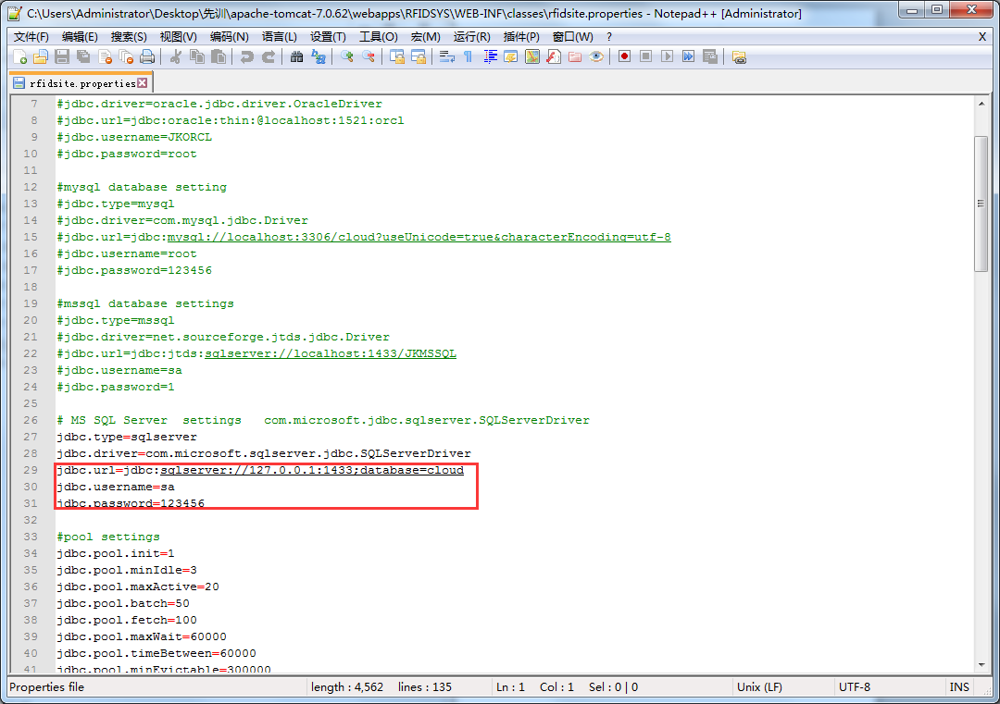 C:\Users\Administrator\Desktop\先训\apache-tomcat-7.0.62\webapps\RFIDSYS\WEB-INF\classes\rfidsite.properties - Notepad++ [Administrator]
文件(F) 编辑(E) 搜索(S) 视图(V) 编码(N) 语言(L) 设置(T) 工具(O) 宏(M) 运行(R) 插件(P) 窗口(W) ? X
rfidsite.properties
7 #jdbc.driver=oracle.jdbc.driver.OracleDriver
8 #jdbc.url=jdbc:oracle:thin:@localhost:1521:orcl
9 #jdbc.username=JKORCL
10 #jdbc.password=root
11
12 #mysql database setting
13 #jdbc.type=mysql
14 #jdbc.driver=com.mysql.jdbc.Driver
15 #jdbc.url=jdbc:mysql://localhost:3306/cloud?useUnicode=true&characterEncoding=utf-8
16 #jdbc.username=root
17 #jdbc.password=123456
18
19 #mssql database settings
20 #jdbc.type=mssql
21 #jdbc.driver=net.sourceforge.jtds.jdbc.Driver
22 #jdbc.url=jdbc:jtds:sqlserver://localhost:1433/JKMSSQL
23 #jdbc.username=sa
24 #jdbc.password=1
25
26 # MS SQL Server  settings   com.microsoft.jdbc.sqlserver.SQLServerDriver
27 jdbc.type=sqlserver
28 jdbc.driver=com.microsoft.sqlserver.jdbc.SQLServerDriver
29 jdbc.url=jdbc:sqlserver://127.0.0.1:1433;database=cloud
30 jdbc.username=sa
31 jdbc.password=123456
32
33 #pool settings
34 jdbc.pool.init=1
35 jdbc.pool.minIdle=3
36 jdbc.pool.maxActive=20
37 jdbc.pool.batch=50
38 jdbc.pool.fetch=100
39 jdbc.pool.maxWait=60000
40 jdbc.pool.timeBetween=60000
41 jdbc.pool.minEvictable=300000
Properties file length : 4,562 lines : 135 Ln : 1 Col : 1 Sel : 0 | 0 Unix (LF) UTF-8 INS